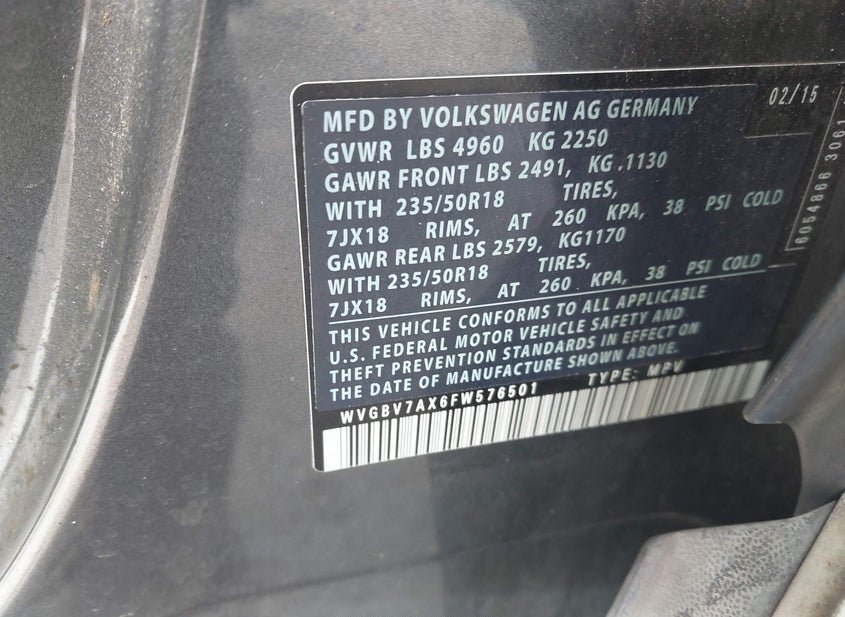 MFD BY VOLKSWAGEN AG GERMANY
02/15
GVWR LBS 4960 KG 2250
GAWR FRONT LBS 2491, KG .1130
WITH 235/50R18 TIRES,
7JX18 RIMS, AT 260 KPA, 38 PSI COLD
GAWR REAR LBS 2579, KG1170
WITH 235/50R18 TIRES,
7JX18 RIMS, AT 260 KPA, 38 PSI COLD
THIS VEHICLE CONFORMS TO ALL APPLICABLE
U.S. FEDERAL MOTOR VEHICLE SAFETY AND
THEFT PREVENTION STANDARDS IN EFFECT ON
THE DATE OF MANUFACTURE SHOWN ABOVE.
WVGBV7AX6FW576501 TYPE: MPV
6054866 3061